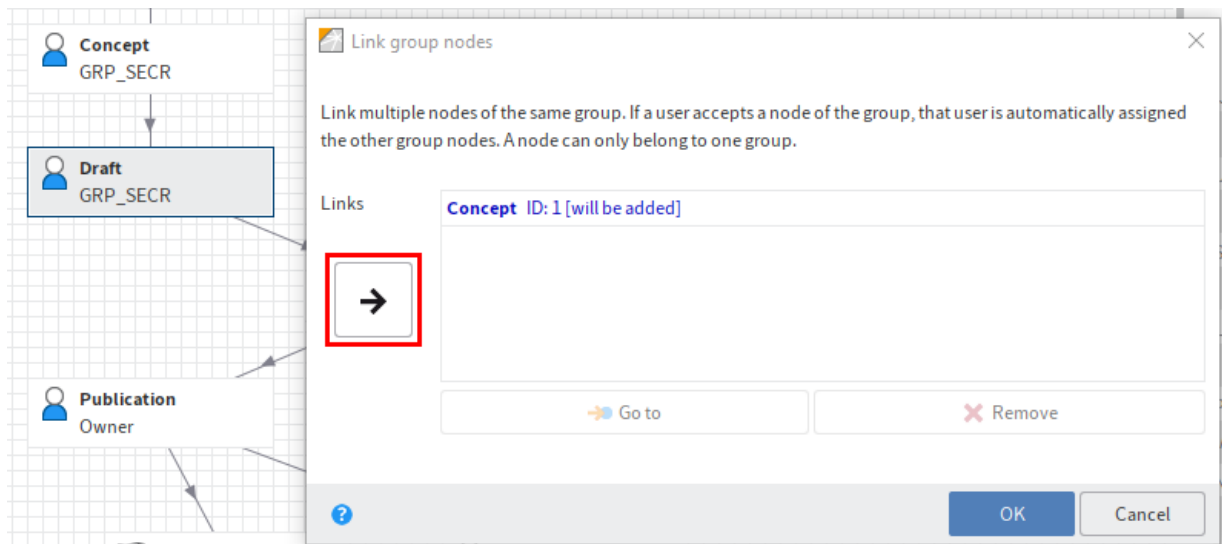 Concept
GRP_SECR
Draft
GRP_SECR
Publication
Owner
Link group nodes
Link multiple nodes of the same group. If a user accepts a node of the group, that user is automatically assigned
the other group nodes. A node can only belong to one group.
Links
Concept ID: 1 [will be added]
Go to
Remove
?
OK
Cancel